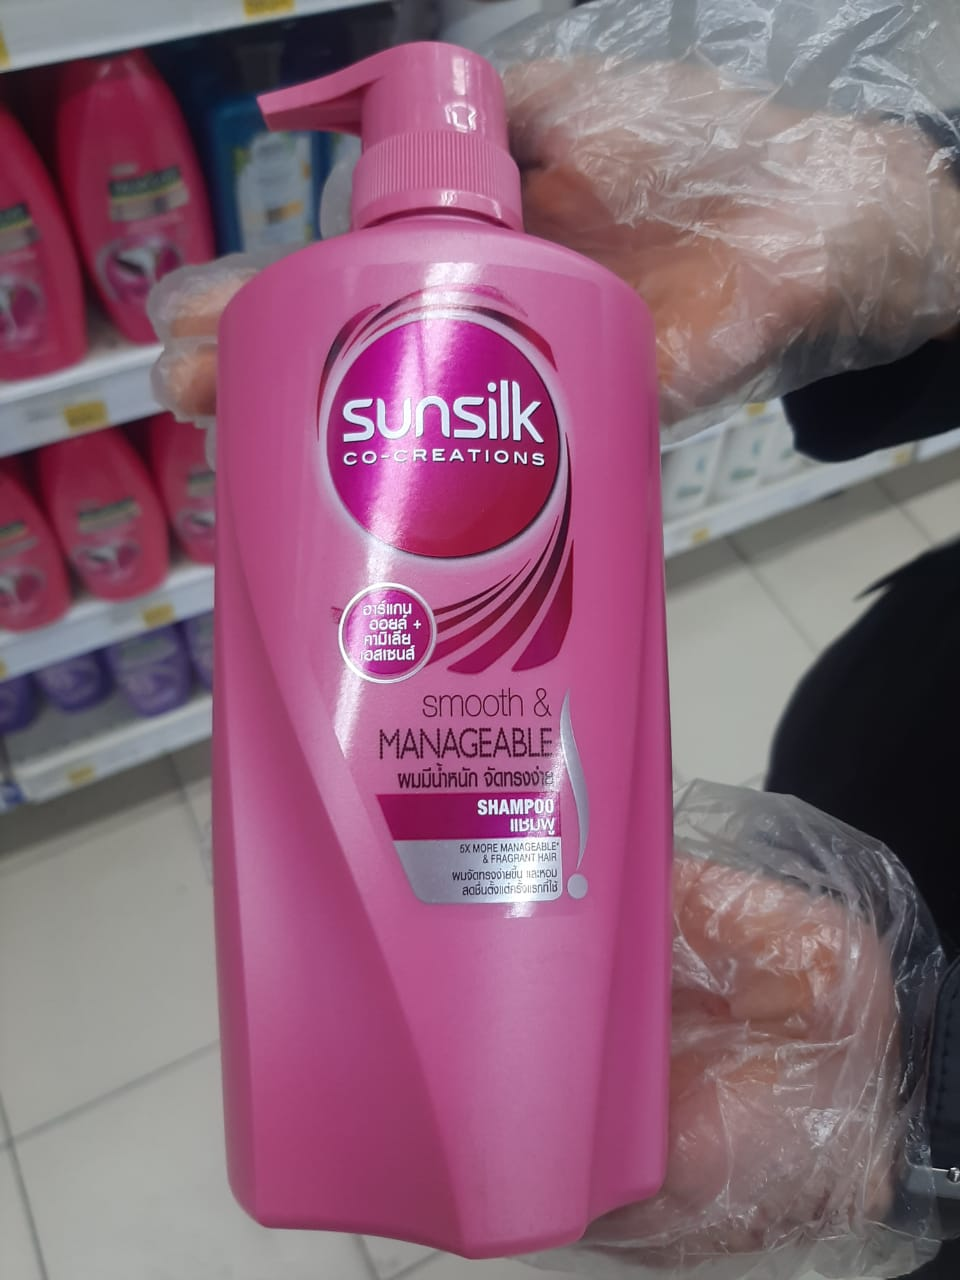 sunsilk
CO-CREATIONS
อาร์แกน
ออยล์ +
คามิเลีย
เอสเซนส์
smooth &
MANAGEABLE
ผมมีน้ำหนัก จัดทรงง่าย
SHAMPOO
แชมพู
5X MORE MANAGEABLE*
& FRAGRANT HAIR
ผมจัดทรงง่ายขึ้น และหอม
สดชื่นตั้งแต่ครั้งแรกที่ใช้